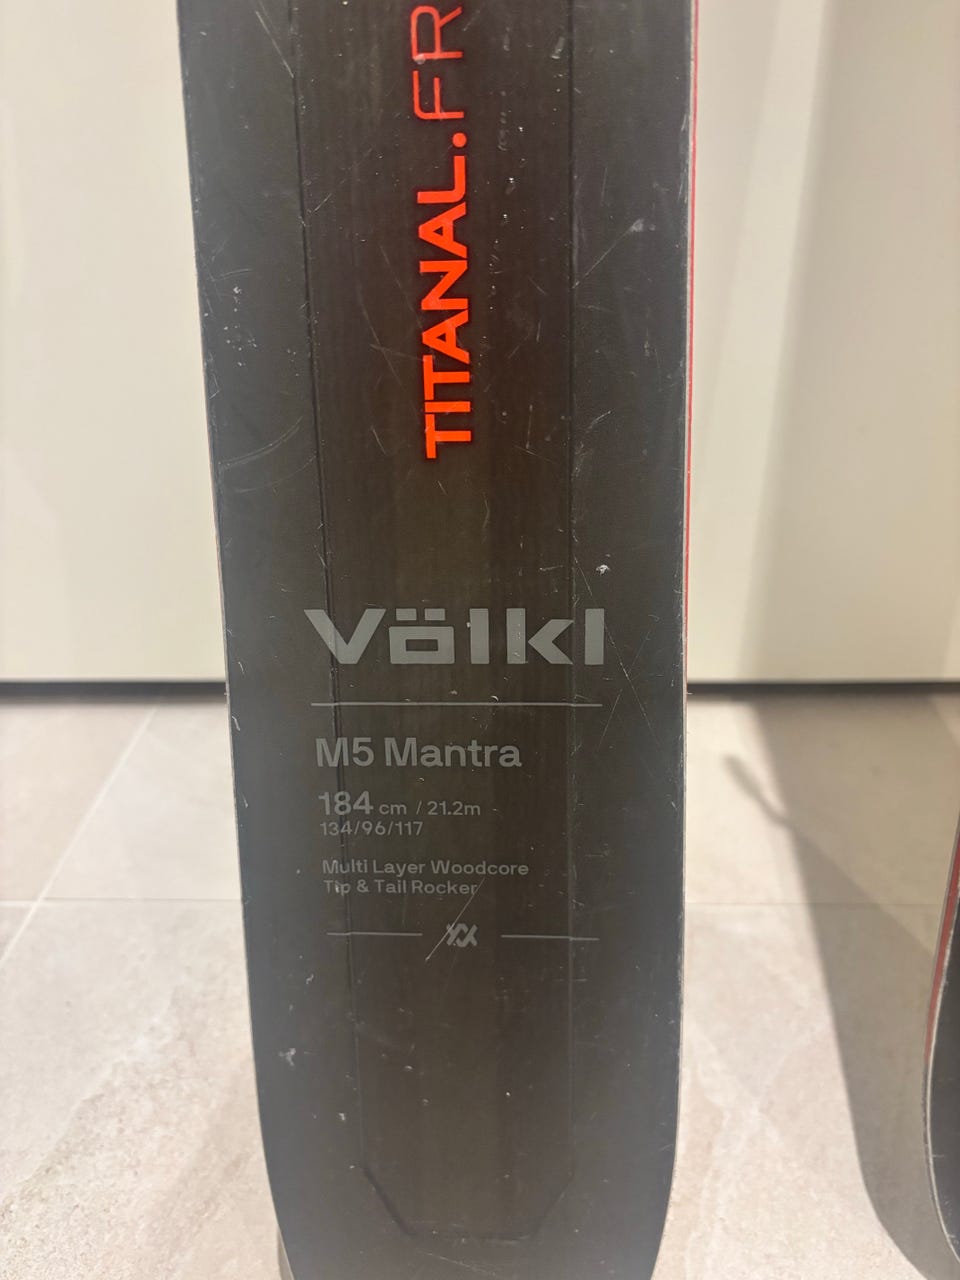 TITANAL.FR
Völkl
M5 Mantra
184 cm / 21.2m
134/96/117
Multi Layer Woodcore
Tip & Tail Rocker